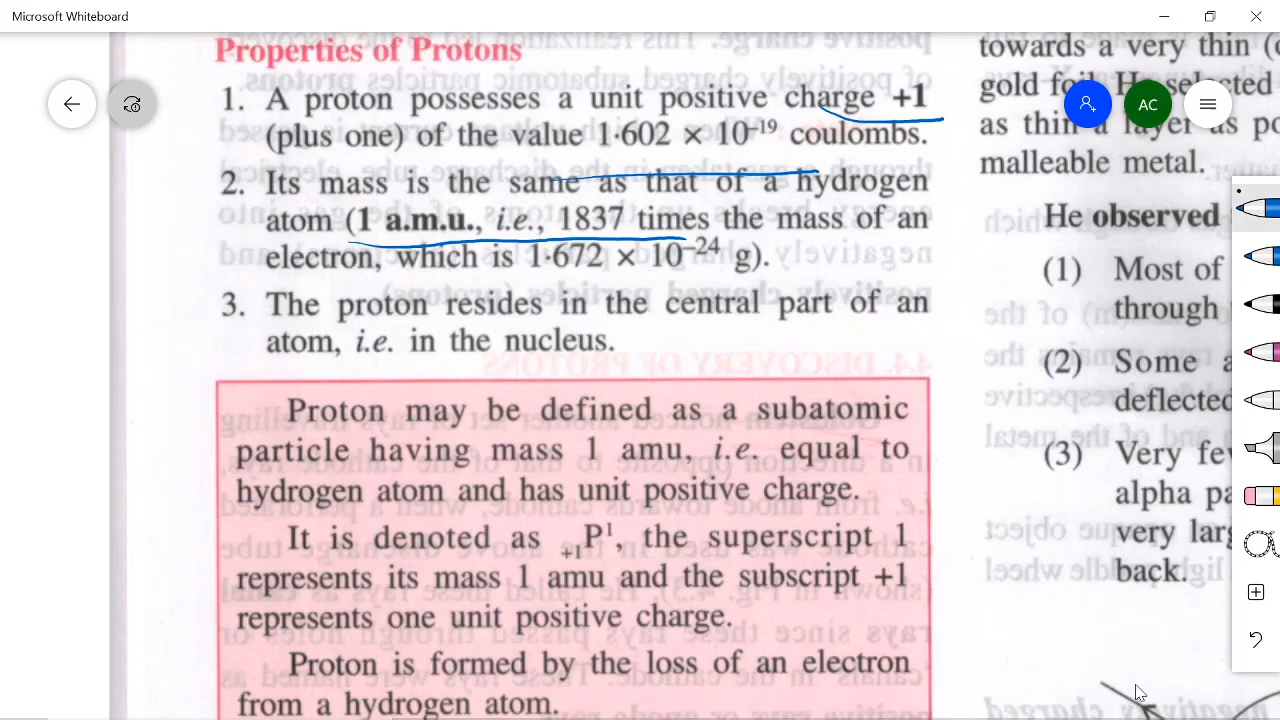 Microsoft Whiteboard
Properties of Protons
1. A proton possesses a unit positive charge +1
(plus one) of the value 1·602 × 10⁻¹⁹ coulombs.
2. Its mass is the same as that of a hydrogen
atom (1 a.m.u., i.e., 1837 times the mass of an
electron, which is 1·672 × 10⁻²⁴ g).
3. The proton resides in the central part of an
atom, i.e. in the nucleus.
Proton may be defined as a subatomic
particle having mass 1 amu, i.e. equal to
hydrogen atom and has unit positive charge.
It is denoted as ₊₁P¹, the superscript 1
represents its mass 1 amu and the subscript +1
represents one unit positive charge.
Proton is formed by the loss of an electron
from a hydrogen atom.
towards a very thin
gold foil. He selected
as thin a layer as
malleable metal.
He observed
(1) Most of
through
(2) Some
deflected
(3) Very
alpha
very
back.
AC